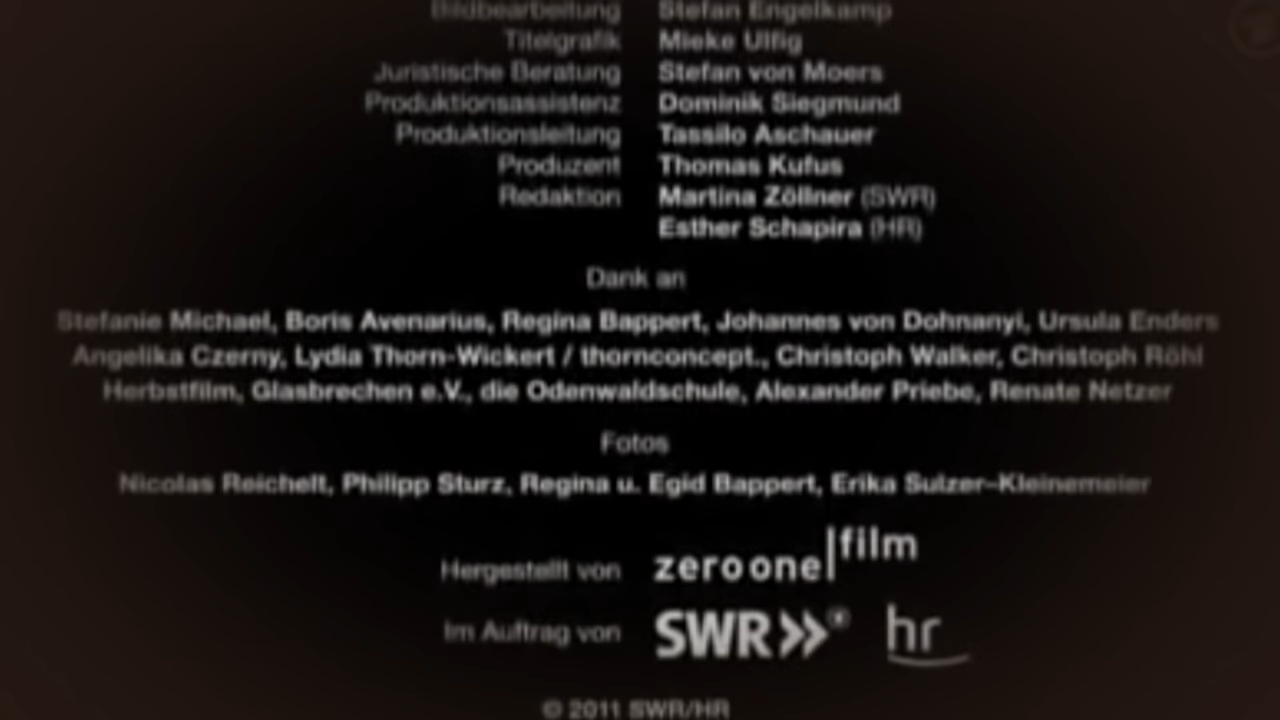 Bildbearbeitung Stefan Engelkamp
Titelgrafik Mieke Ulfig
Juristische Beratung Stefan von Moers
Produktionsassistenz Dominik Siegmund
Produktionsleitung Tassilo Aschauer
Produzent Thomas Kufus
Redaktion Martina Zöllner (SWR)
Esther Schapira (HR)
Dank an
Stefanie Michael, Boris Avenarius, Regina Bappert, Johannes von Dohnanyi, Ursula Enders
Angelika Czerny, Lydia Thorn-Wickert / thornconcept., Christoph Walker, Christoph Röhl
Herbstfilm, Glasbrechen e.V., die Odenwaldschule, Alexander Priebe, Renate Netzer
Fotos
Nicolas Reichelt, Philipp Sturz, Regina u. Egid Bappert, Erika Sulzer-Kleinemeier
Hergestellt von zero one film
Im Auftrag von SWR>> hr
© 2011 SWR/HR